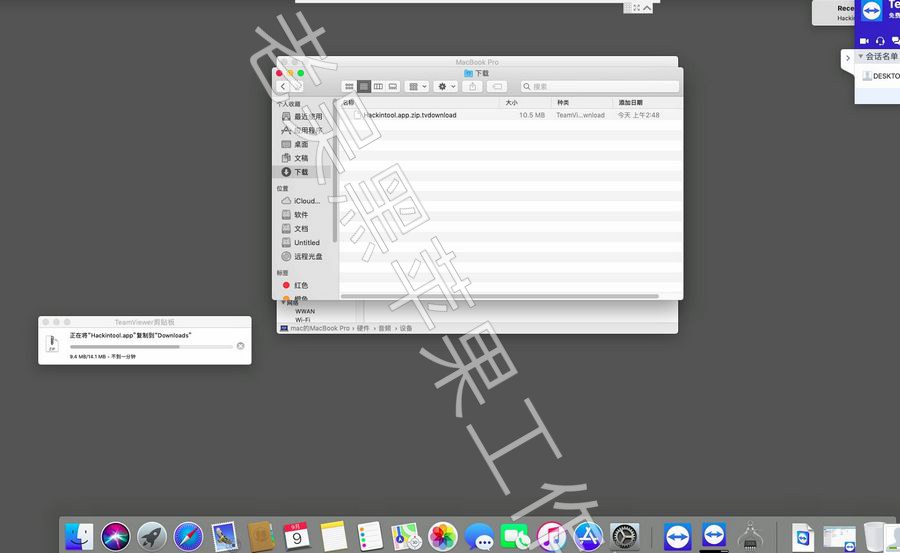 Rece
Hackin
Te
免费
会话名单
DESKTO
MacBook Pro
下载
搜索
个人收藏
最近使用
应用程序
桌面
文稿
下载
位置
iCloud...
软件
文档
Untitled
远程光盘
标签
红色
橙色
名称
大小
种类
添加日期
Hackintool.app.zip.tvdownload
10.5 MB
TeamVi...wnload
今天 上午2:48
网络
WWAN
Wi-Fi
mac的MacBook Pro › 硬件 › 音频 › 设备
TeamViewer剪贴板
正在将"Hackintool.app"复制到"Downloads"
9.4 MB/14.1 MB - 不到一分钟
ZIP
9月
9
老吴黑苹果工作